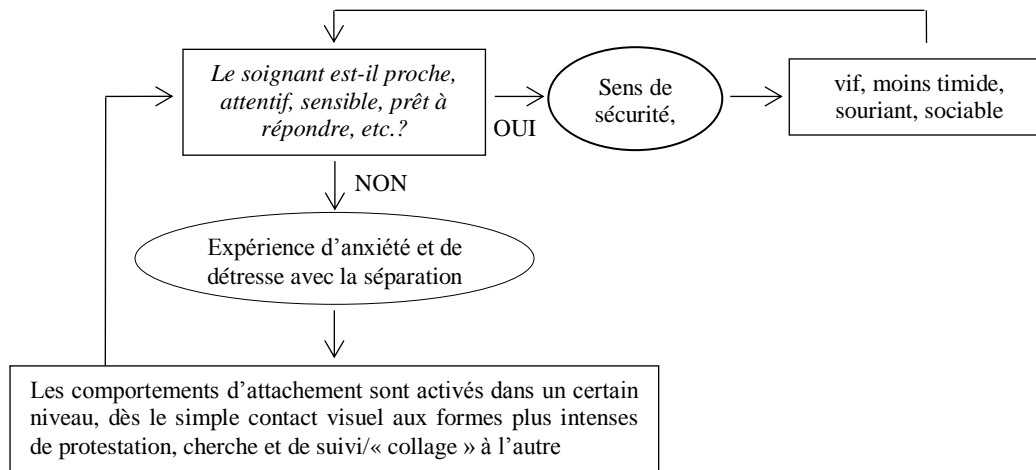 Le soignant est-il proche,
attentif, sensible, prêt à
répondre, etc.?
OUI
Sens de
sécurité,
vif, moins timide,
souriant, sociable
NON
Expérience d’anxiété et de
détresse avec la séparation
Les comportements d’attachement sont activés dans un certain
niveau, dès le simple contact visuel aux formes plus intenses
de protestation, cherche et de suivi/« collage » à l’autre